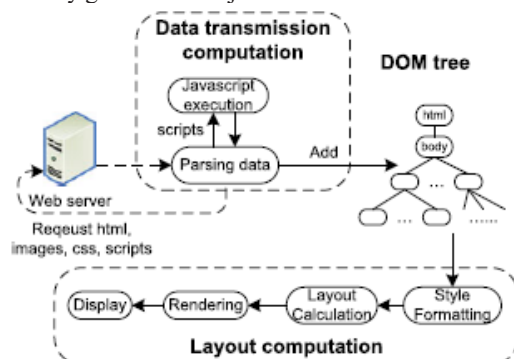 Data transmission
computation
DOM tree
Javascript
execution
scripts
Parsing data
Add
html
body
...
...
...
......
Web server
Reqeust html,
images, css, scripts
Display
Rendering
Layout
Calculation
Style
Formatting
Layout computation